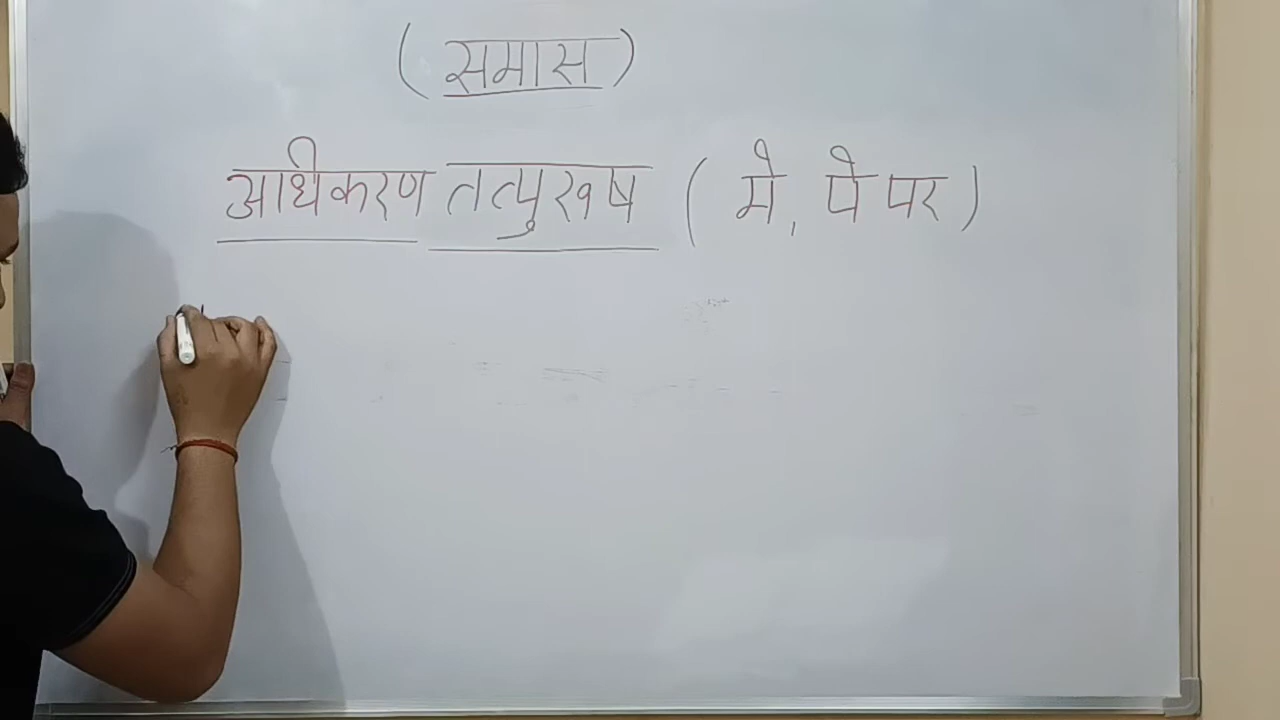 (समास)
अधिकरण तत्पुरुष (मे, पे पर)